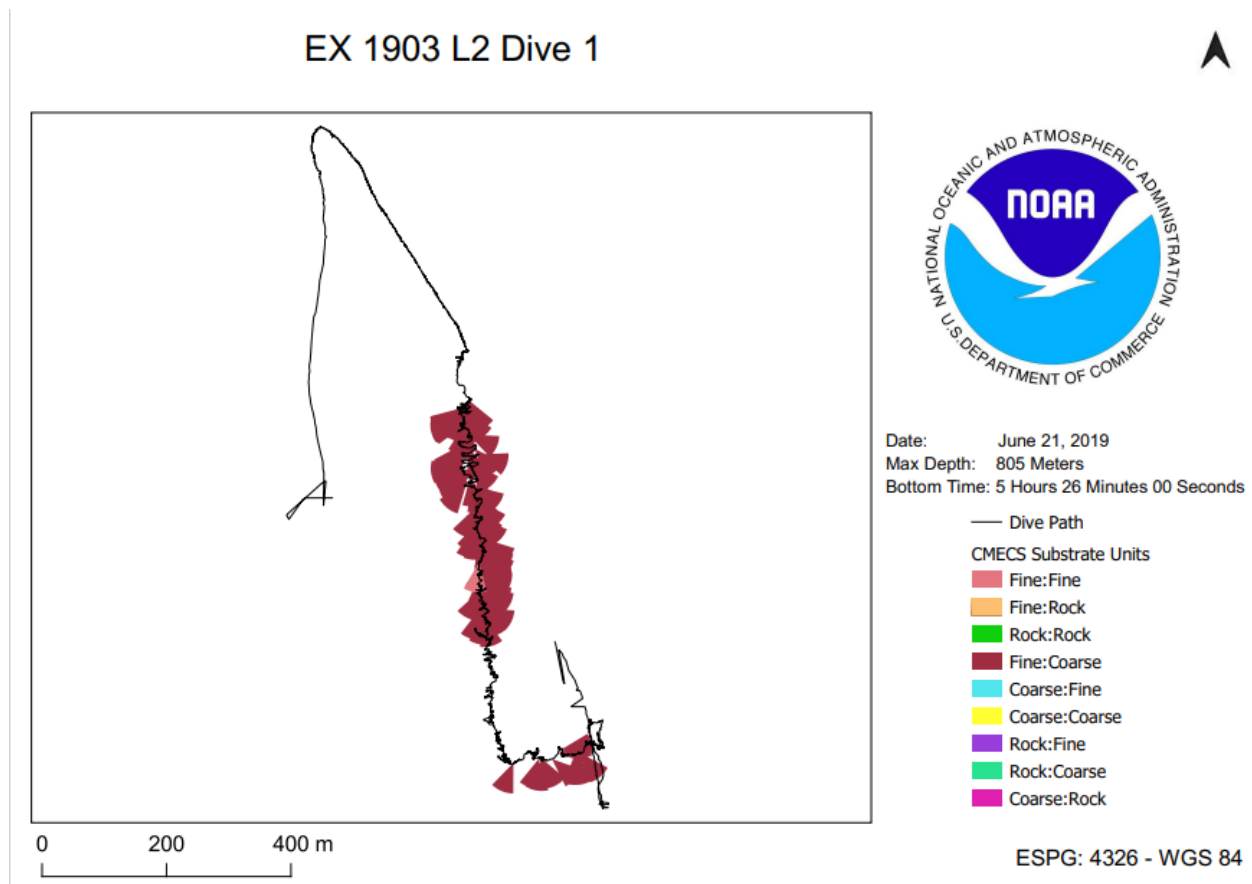 EX 1903 L2 Dive 1
NATIONAL OCEANIC AND ATMOSPHERIC ADMINISTRATION
U.S.DEPARTMENT OF COMMERCE
NOAA
Date: June 21, 2019
Max Depth: 805 Meters
Bottom Time: 5 Hours 26 Minutes 00 Seconds
Dive Path
CMECS Substrate Units
Fine:Fine
Fine:Rock
Rock:Rock
Fine:Coarse
Coarse:Fine
Coarse:Coarse
Rock:Fine
Rock:Coarse
Coarse:Rock
0 200 400 m
ESPG: 4326 - WGS 84